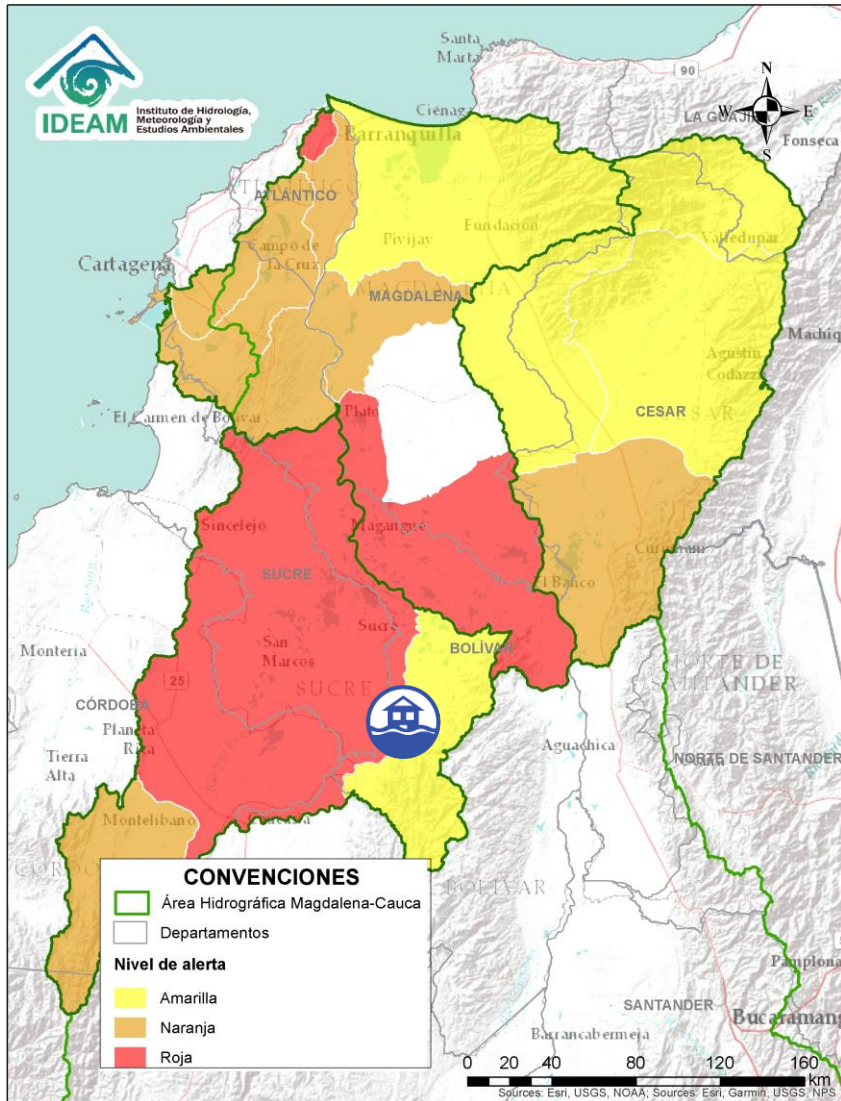 IDEAM
Instituto de Hidrología,
Meteorología y
Estudios Ambientales
Santa
Marta
90
N
W E
S
LA GUAJI
Fonseca
Ciénaga
Barranquilla
ATLÁNTICO
Cartagena
Campo de
la Cruz
Pivijay
Fundación
Valledupar
MAGDALENA
Machiq
Agustín
Codazzi
CESAR
El Carmen de Bolívar
Plato
Sincelejo
Magangué
Curumaní
El Banco
SUCRE
Sucre
BOLÍVAR
San
Marcos
SUCRE
Montería
25
CÓRDOBA
Planeta
Rica
Tierra
Alta
NORTE DE
SANTANDER
Aguachica
NORTE DE SANTANDER
Montelíbano
Caucasia
BOLÍVAR
CONVENCIONES
Área Hidrográfica Magdalena-Cauca
Departamentos
Nivel de alerta
Amarilla
Naranja
Roja
Pamplona
SANTANDER
Bucaramang
Barrancabermeja
0 20 40 80 120 160
km
Sources: Esri, USGS, NOAA; Sources: Esri, Garmin, USGS, NPS